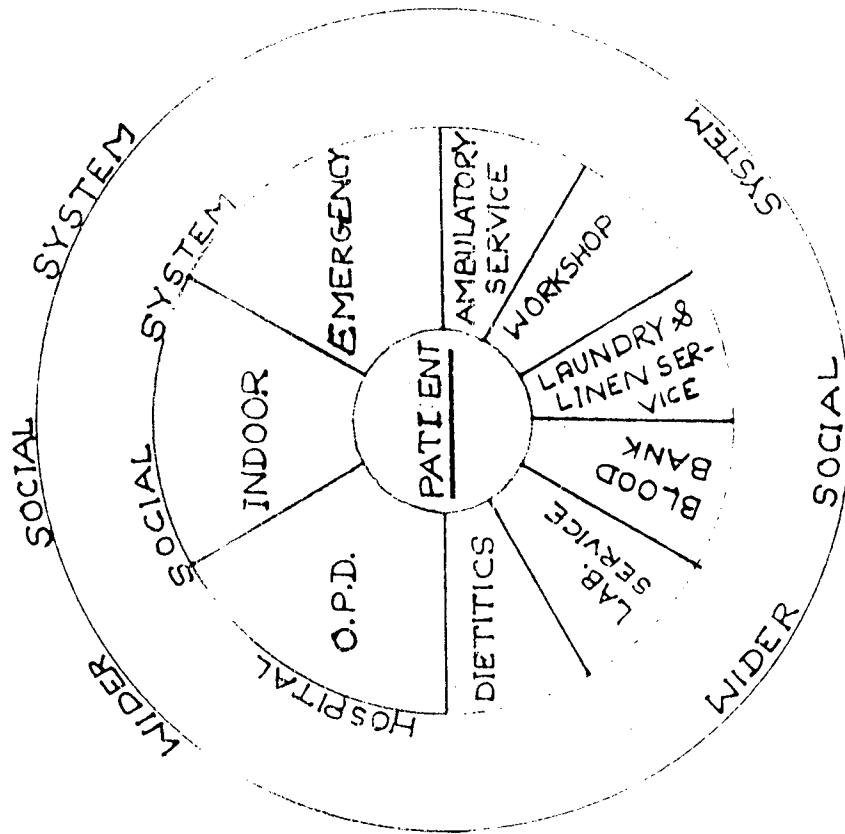 WIDER
SOCIAL
SYSTEM
HOSPITAL
SOCIAL
SYSTEM
O.P.D.
INDOOR
EMERGENCY
PATIENT
DIETITICS
LAB.
SERVICE
BLOOD
BANK
LAUNDRY &
LINEN SER-
VICE
WORKSHOP
AMBULATORY
SERVICE
WIDER
SOCIAL
SYSTEM